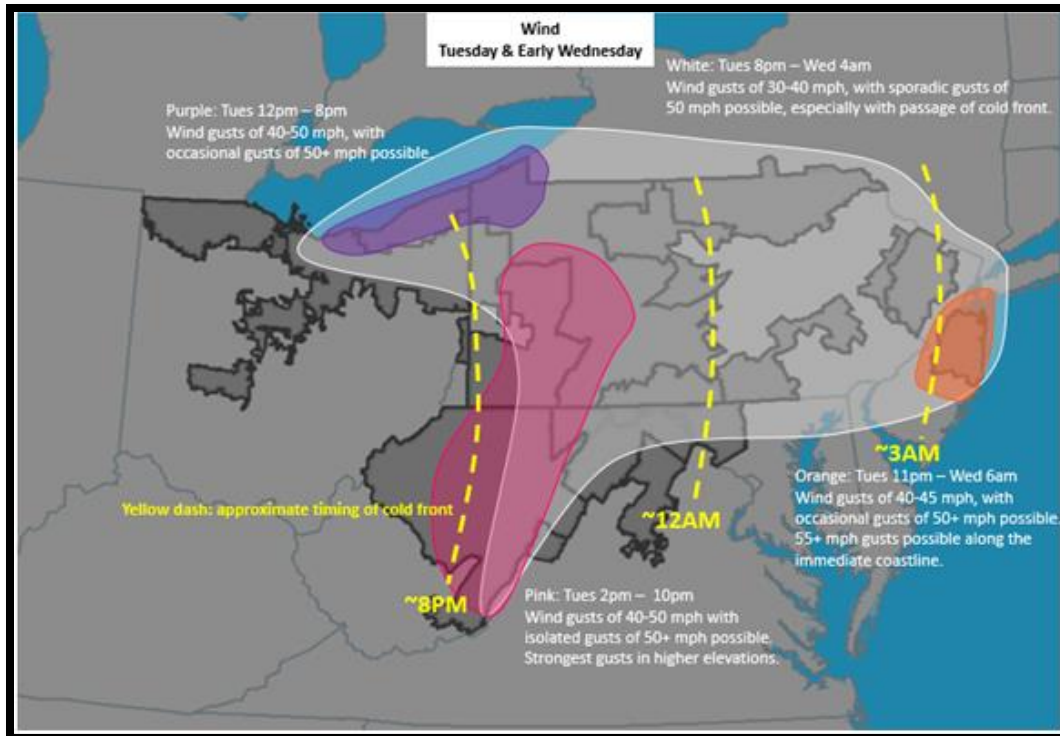 Wind
Tuesday & Early Wednesday
White: Tues 8pm – Wed 4am
Wind gusts of 30-40 mph, with sporadic gusts of
50 mph possible, especially with passage of cold front.
Purple: Tues 12pm – 8pm
Wind gusts of 40-50 mph, with
occasional gusts of 50+ mph possible.
~3AM
Orange: Tues 11pm – Wed 6am
Wind gusts of 40-45 mph, with
occasional gusts of 50+ mph possible.
55+ mph gusts possible along the
immediate coastline.
Yellow dash: approximate timing of cold front
~12AM
~8PM
Pink: Tues 2pm – 10pm
Wind gusts of 40-50 mph with
isolated gusts of 50+ mph possible.
Strongest gusts in higher elevations.